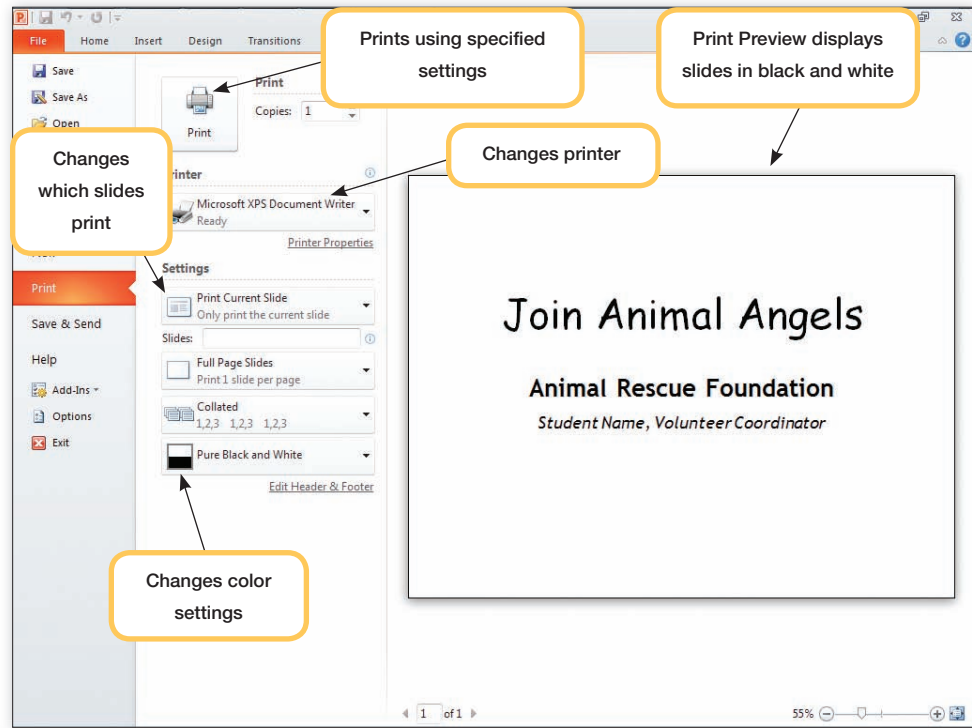 File
Home
Insert
Design
Transitions
Prints using specified
settings
Print Preview displays
slides in black and white
Save
Save As
Open
Print
Copies: 1
Print
Changes
which slides
print
Changes printer
Microsoft XPS Document Writer
Ready
Printer Properties
Settings
Print
Print Current Slide
Only print the current slide
Slides:
Save & Send
Full Page Slides
Print 1 slide per page
Help
Add-Ins
Collated
1,2,3 1,2,3 1,2,3
Options
Exit
Pure Black and White
Edit Header & Footer
Changes color
settings
Join Animal Angels
Animal Rescue Foundation
Student Name, Volunteer Coordinator
1 of 1
55%